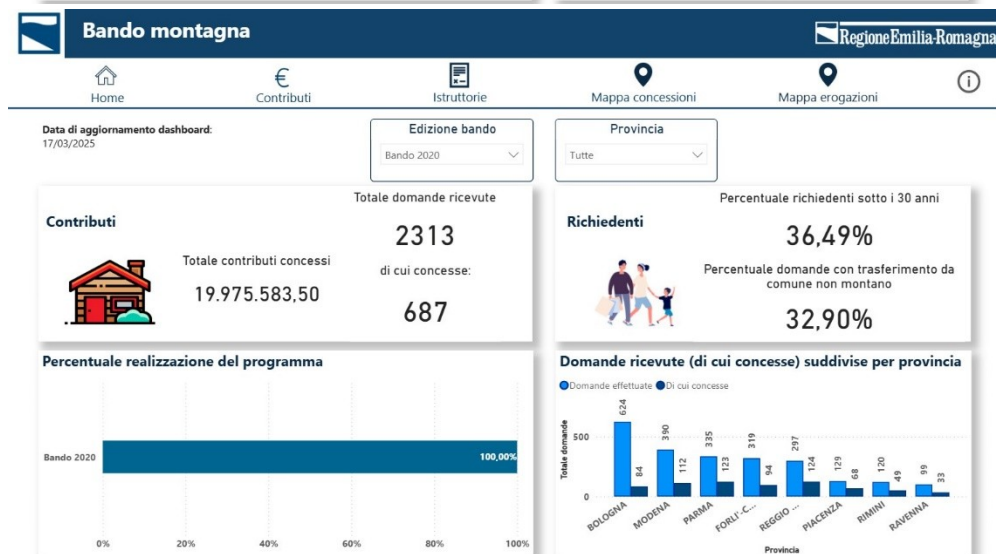 Bando montagna
RegioneEmilia-Romagna
Home
Contributi
Istruttorie
Mappa concessioni
Mappa erogazioni
Data di aggiornamento dashboard:
17/03/2025
Edizione bando
Bando 2020
Provincia
Tutte
Contributi
Totale contributi concessi
19.975.583,50
Totale domande ricevute
2313
di cui concesse:
687
Richiedenti
Percentuale richiedenti sotto i 30 anni
36,49%
Percentuale domande con trasferimento da
comune non montano
32,90%
Percentuale realizzazione del programma
Bando 2020
100,00%
0% 20% 40% 60% 80% 100%
Domande ricevute (di cui concesse) suddivise per provincia
Domande effettuate Di cui concesse
Totale domande
500
0
624 84 390 112 335 123 319 94 297 124 129 68 120 49 99 33
BOLOGNA MODENA PARMA FORLI'-C... REGGIO ... PIACENZA RIMINI RAVENNA
Provincia